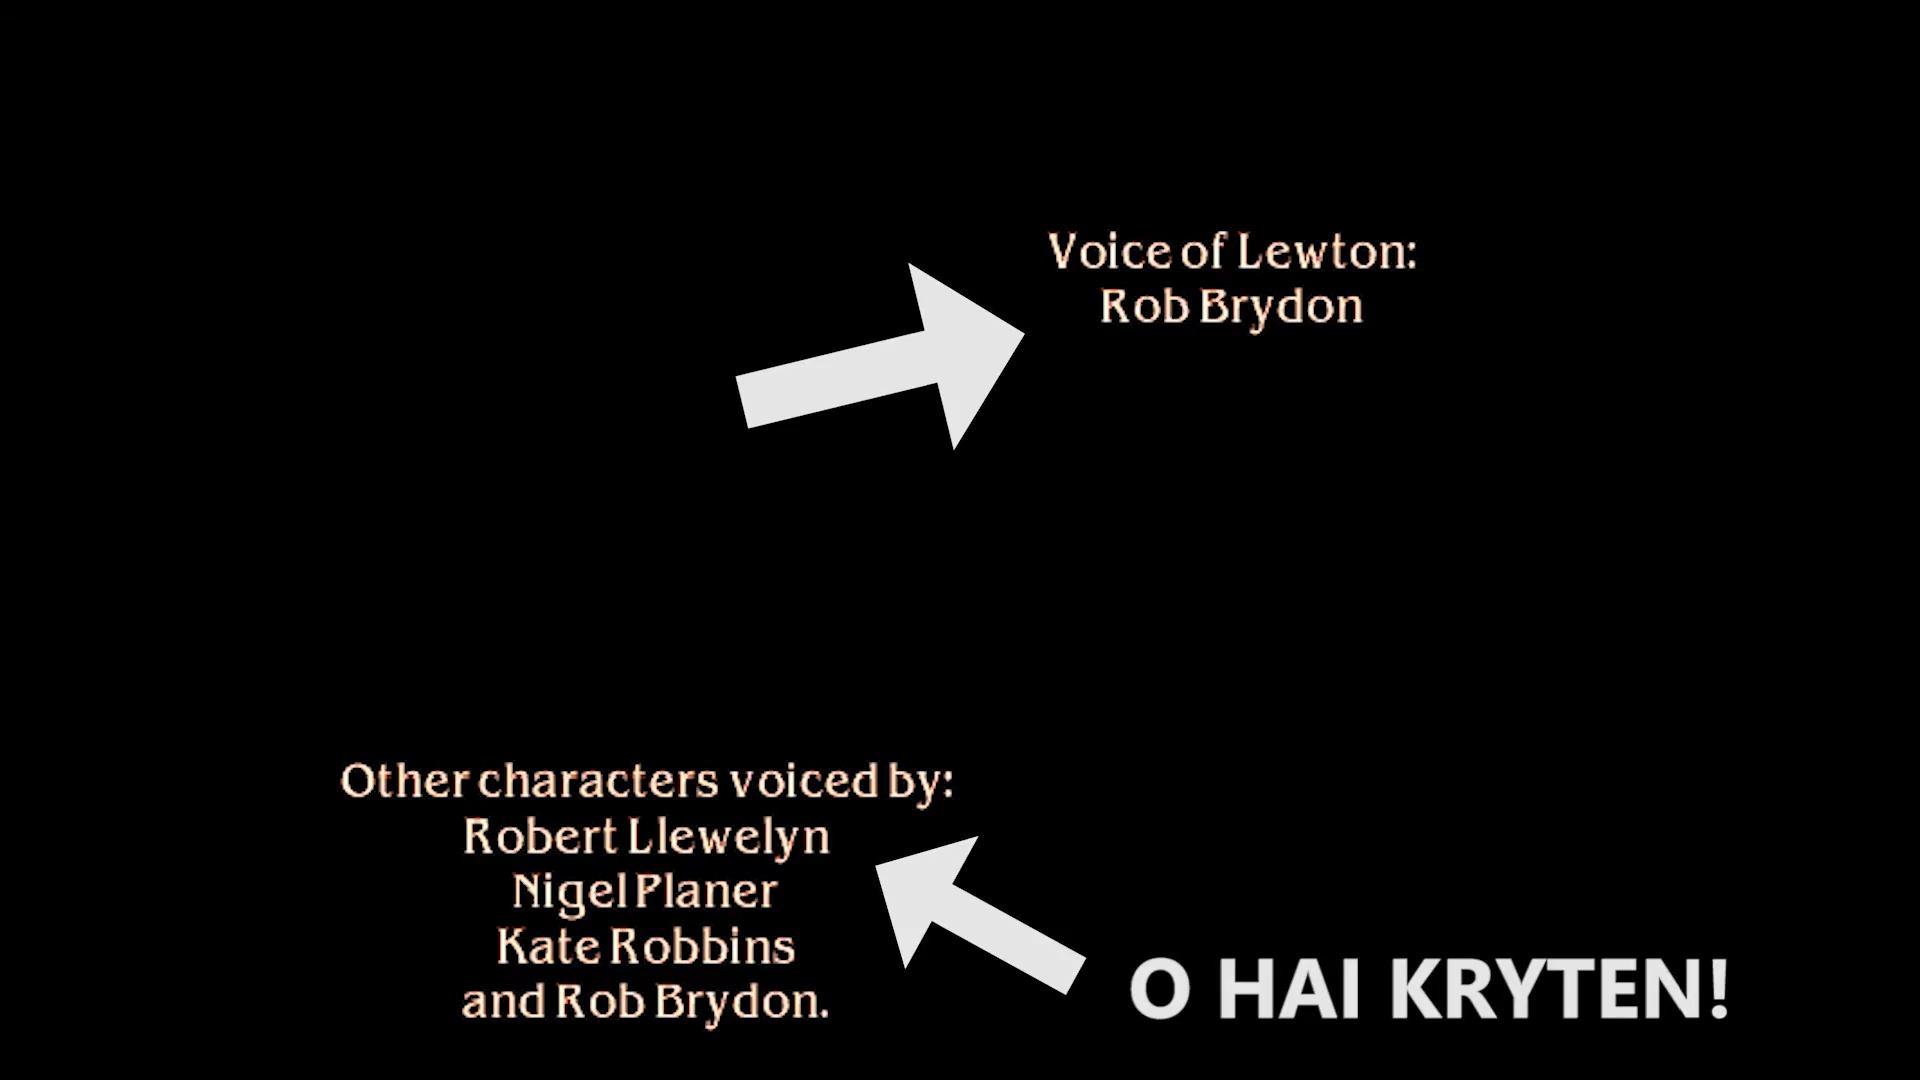 Voice of Lewton:
Rob Brydon
Other characters voiced by:
Robert Llewelyn
Nigel Planer
Kate Robbins
and Rob Brydon.
O HAI KRYTEN!